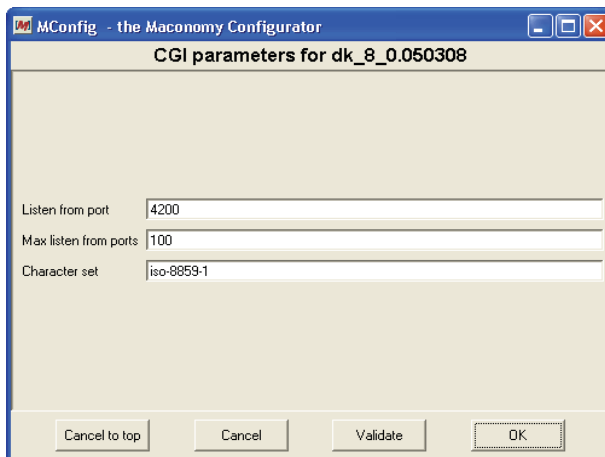 MConfig - the Maconomy Configurator
CGI parameters for dk_8_0.050308
Listen from port 4200
Max listen from ports 100
Character set iso-8859-1
Cancel to top Cancel Validate OK